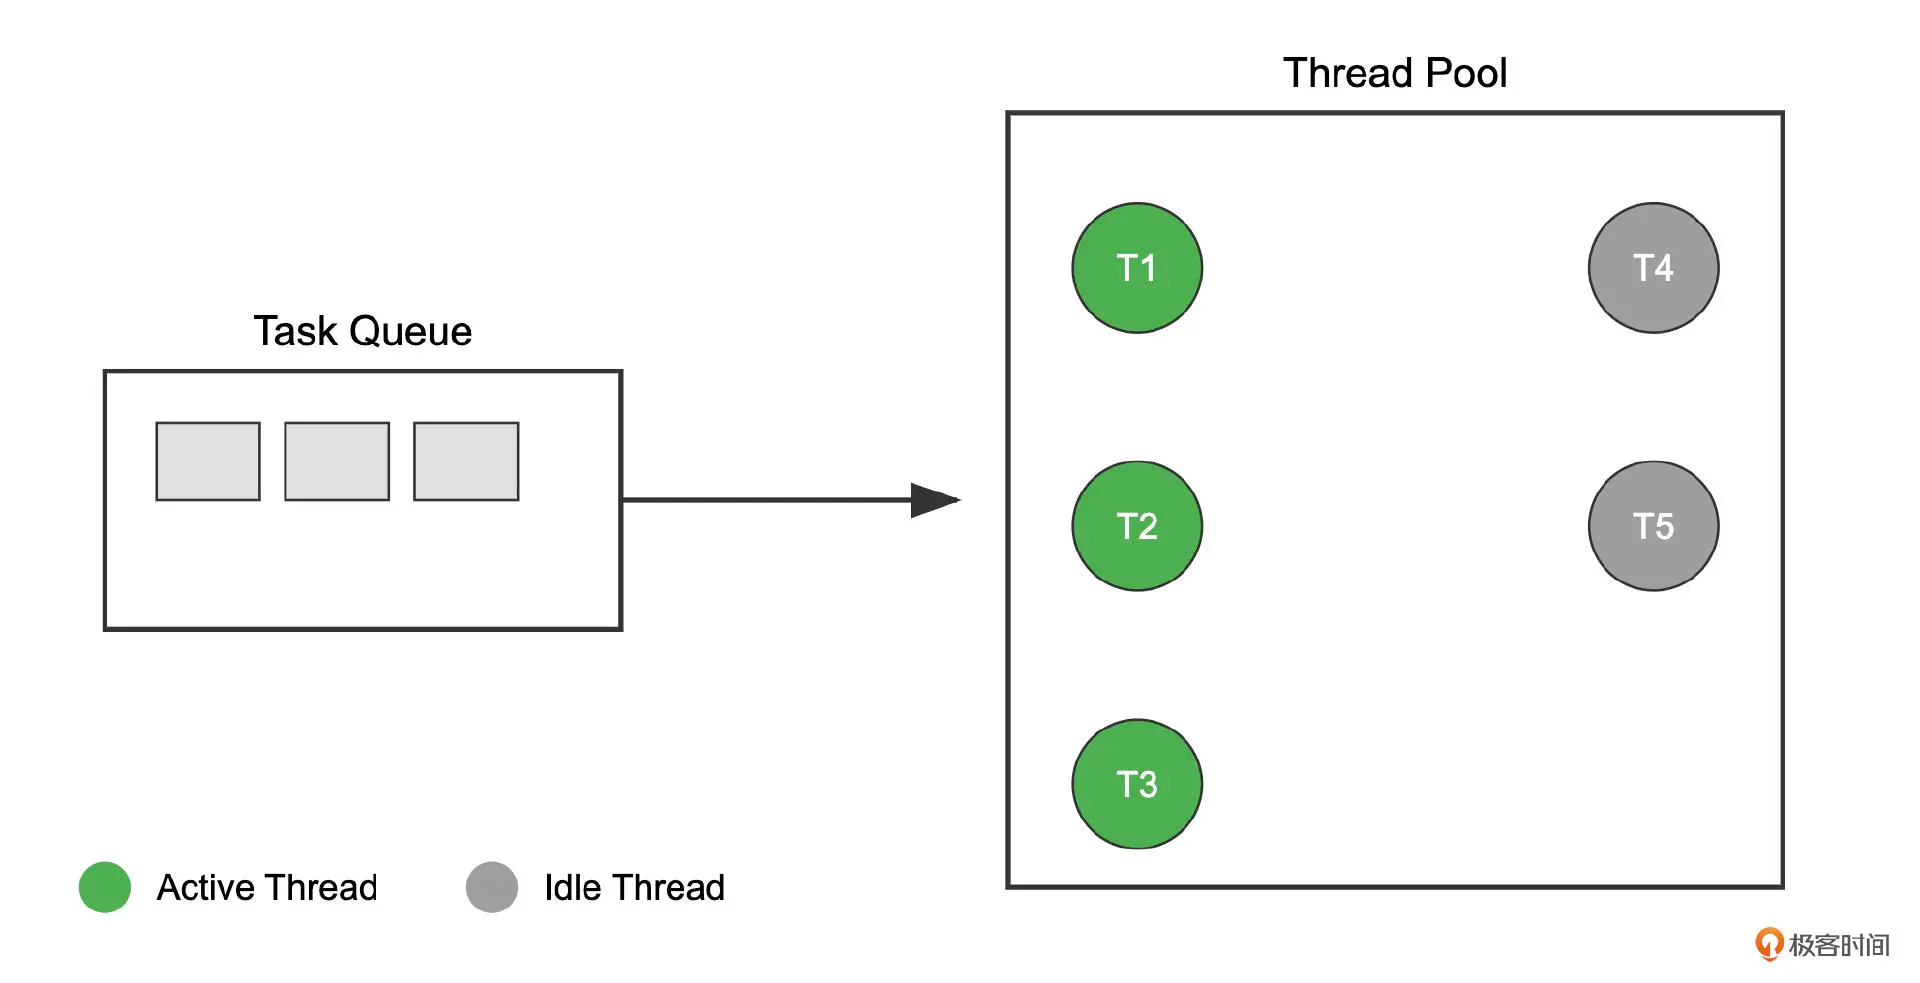 Thread Pool
T1
T4
Task Queue
T2
T5
T3
Active Thread
Idle Thread
极客时间